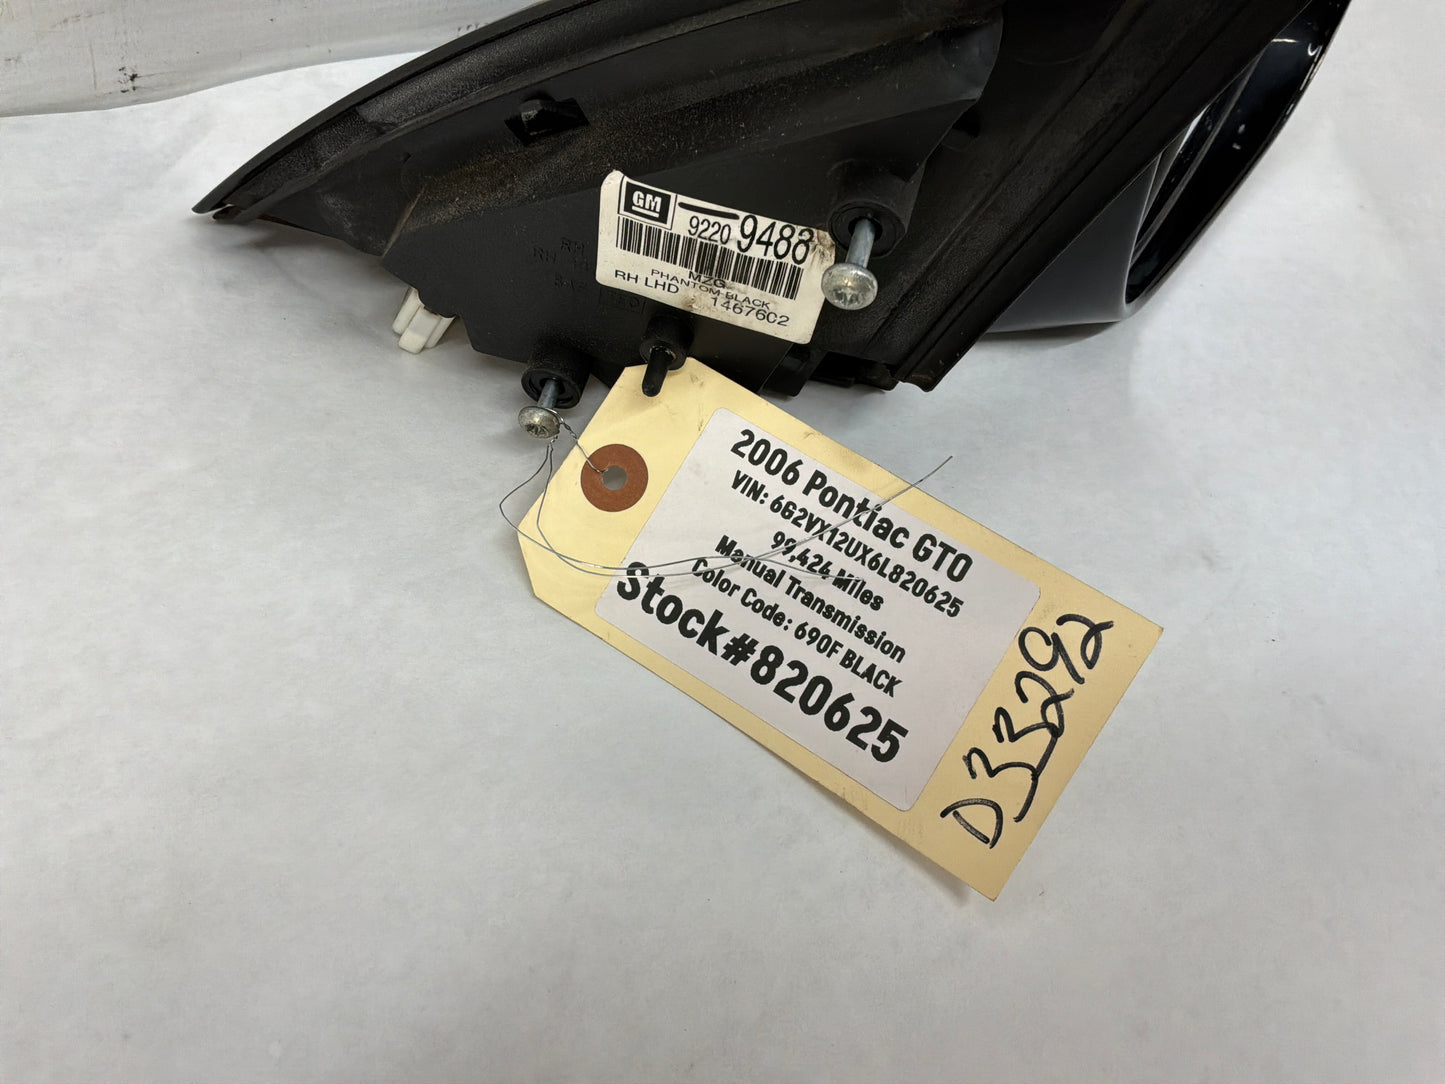 GM
9220 9488
MZG
PHANTOM BLACK
RH LHD 1467602
2006 Pontiac GTO
VIN: 6G2VX12UX6L820625
99,424 Miles
Manual Transmission
Color Code: 690F BLACK
Stock#820625
D33292